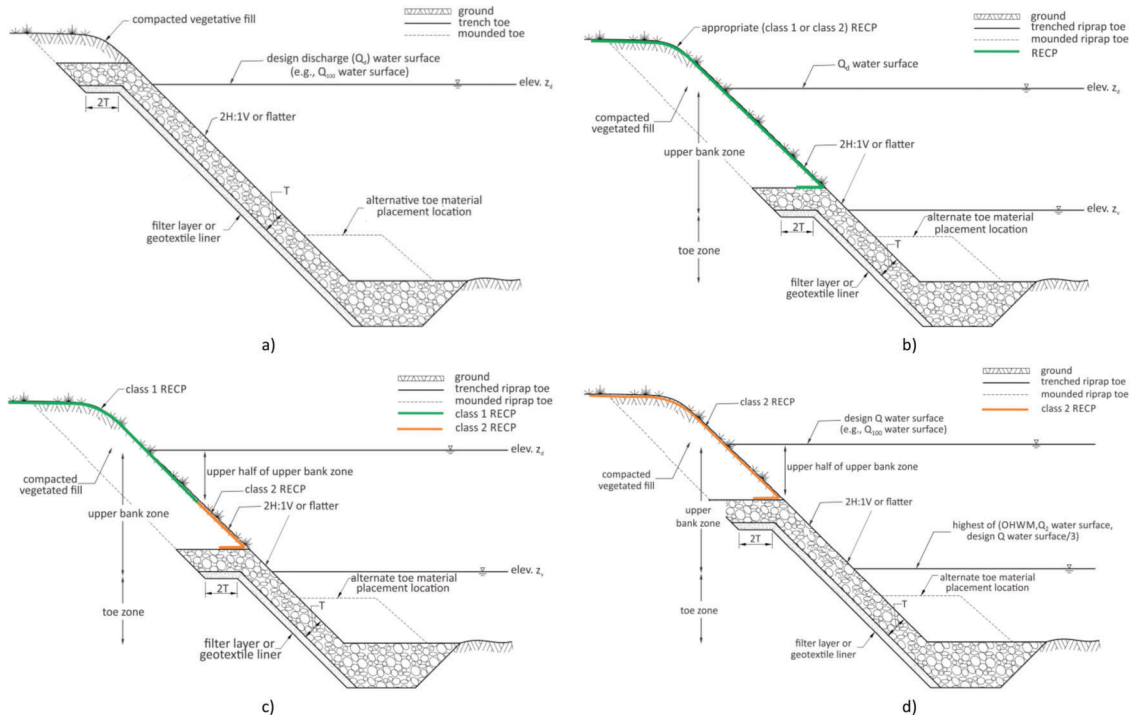 compacted vegetative fill
ground
trench toe
mounded toe
design discharge (Qd) water surface
(e.g., Q100 water surface)
elev. zd
2T
2H:1V or flatter
T
alternative toe material
placement location
filter layer or
geotextile liner
a)
ground
trenched riprap toe
mounded riprap toe
RECP
appropriate (class 1 or class 2) RECP
Qd water surface
elev. zd
compacted
vegetated fill
upper bank
zone
2H:1V or flatter
elev. zv
alternate toe material
placement location
2T
T
toe
zone
filter layer or
geotextile liner
b)
ground
trenched riprap toe
mounded riprap toe
class 1 RECP
class 2 RECP
class 1 RECP
elev. zd
compacted
vegetated fill
upper half of upper bank zone
class 2 RECP
2H:1V or flatter
upper
bank zone
elev. zv
alternate toe material
placement location
2T
T
toe zone
filter layer or
geotextile liner
c)
ground
trenched riprap toe
mounded riprap toe
class 2 RECP
class 2 RECP
design Q water surface
(e.g., Q100 water surface)
elev. zd
compacted
vegetated fill
upper half of upper bank zone
2H:1V or flatter
upper
bank zone
highest of (OHWM,Q2 water surface,
design Q water surface/3)
2T
alternate toe material
placement location
T
toe zone
filter layer or
geotextile liner
d)